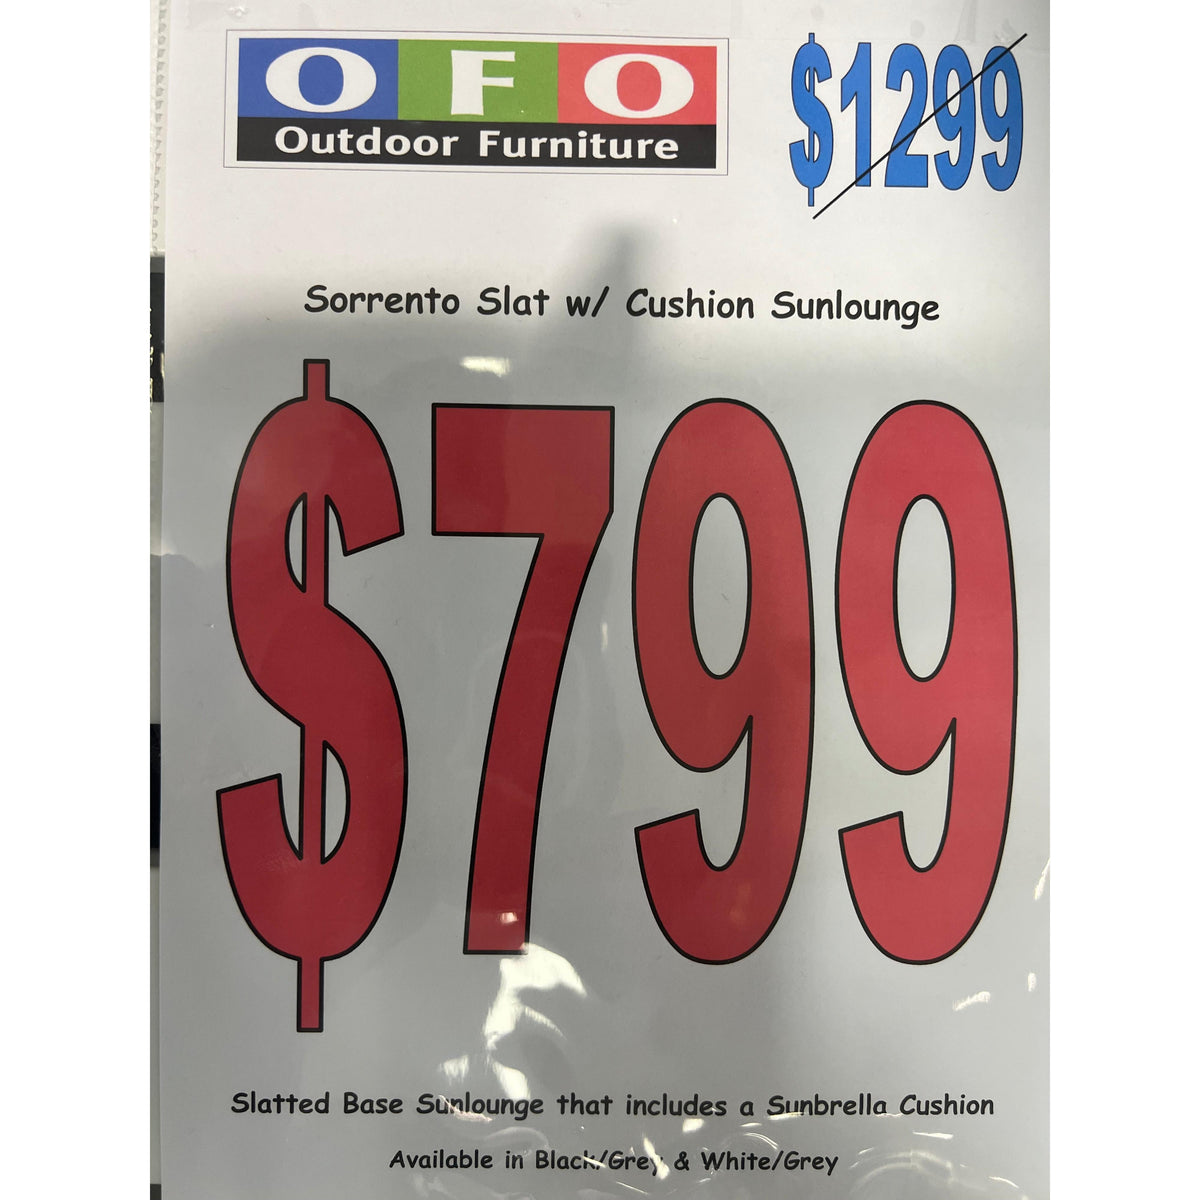 OFO
$1299
Outdoor Furniture
Sorrento Slat w/ Cushion Sunlounge
$799
Slatted Base Sunlounge that includes a Sunbrella Cushion
Available in Black/Grey & White/Grey